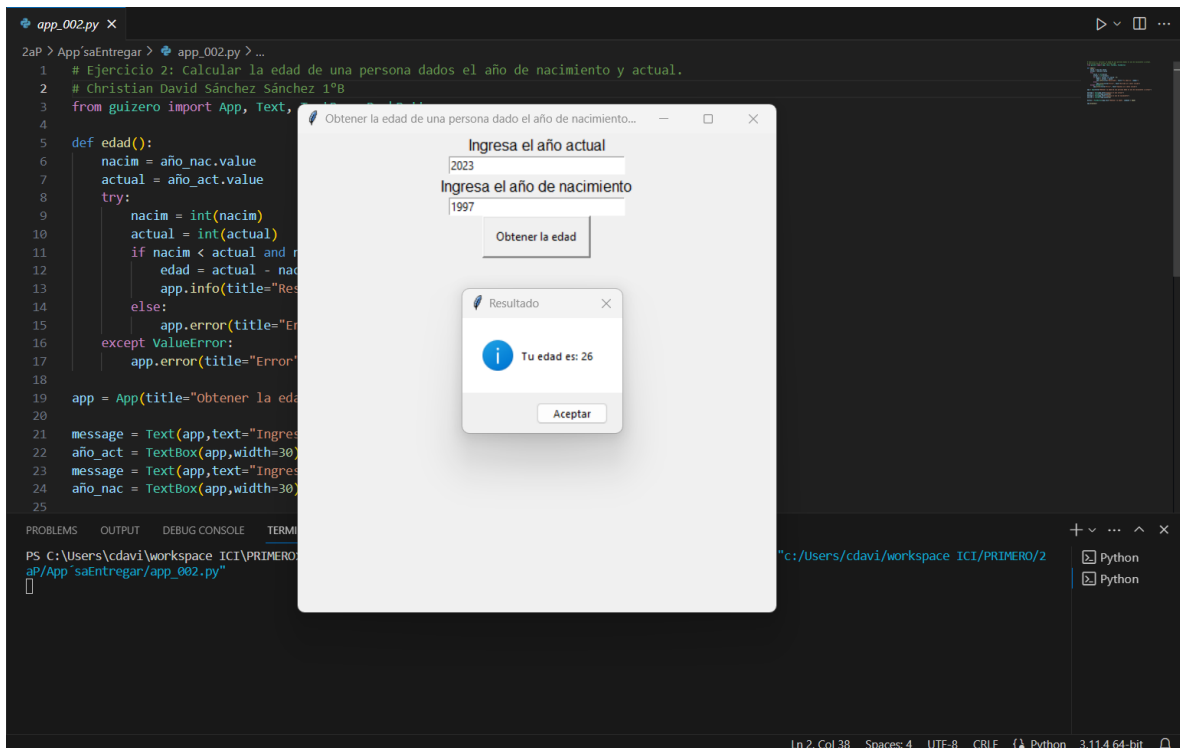 app_002.py
2aP > App´saEntregar > app_002.py > ...
1 # Ejercicio 2: Calcular la edad de una persona dados el año de nacimiento y actual.
2 # Christian David Sánchez Sánchez 1°B
3 from guizero import App, Text,
4
5 def edad():
6 nacim = año_nac.value
7 actual = año_act.value
8 try:
9 nacim = int(nacim)
10 actual = int(actual)
11 if nacim < actual and
12 edad = actual - nac
13 app.info(title="Res
14 else:
15 app.error(title="Er
16 except ValueError:
17 app.error(title="Error"
18
19 app = App(title="Obtener la eda
20
21 message = Text(app,text="Ingres
22 año_act = TextBox(app,width=30)
23 message = Text(app,text="Ingres
24 año_nac = TextBox(app,width=30)
25
Obtener la edad de una persona dado el año de nacimiento...
Ingresa el año actual
2023
Ingresa el año de nacimiento
1997
Obtener la edad
Resultado
Tu edad es: 26
Aceptar
PROBLEMS OUTPUT DEBUG CONSOLE TERMI
PS C:\Users\cdavi\workspace ICI\PRIMERO "c:/Users/cdavi/workspace ICI/PRIMERO/2
aP/App´saEntregar/app_002.py"
Python
Python
Ln 2, Col 38 Spaces: 4 UTF-8 CRLF Python 3.11.4 64-bit